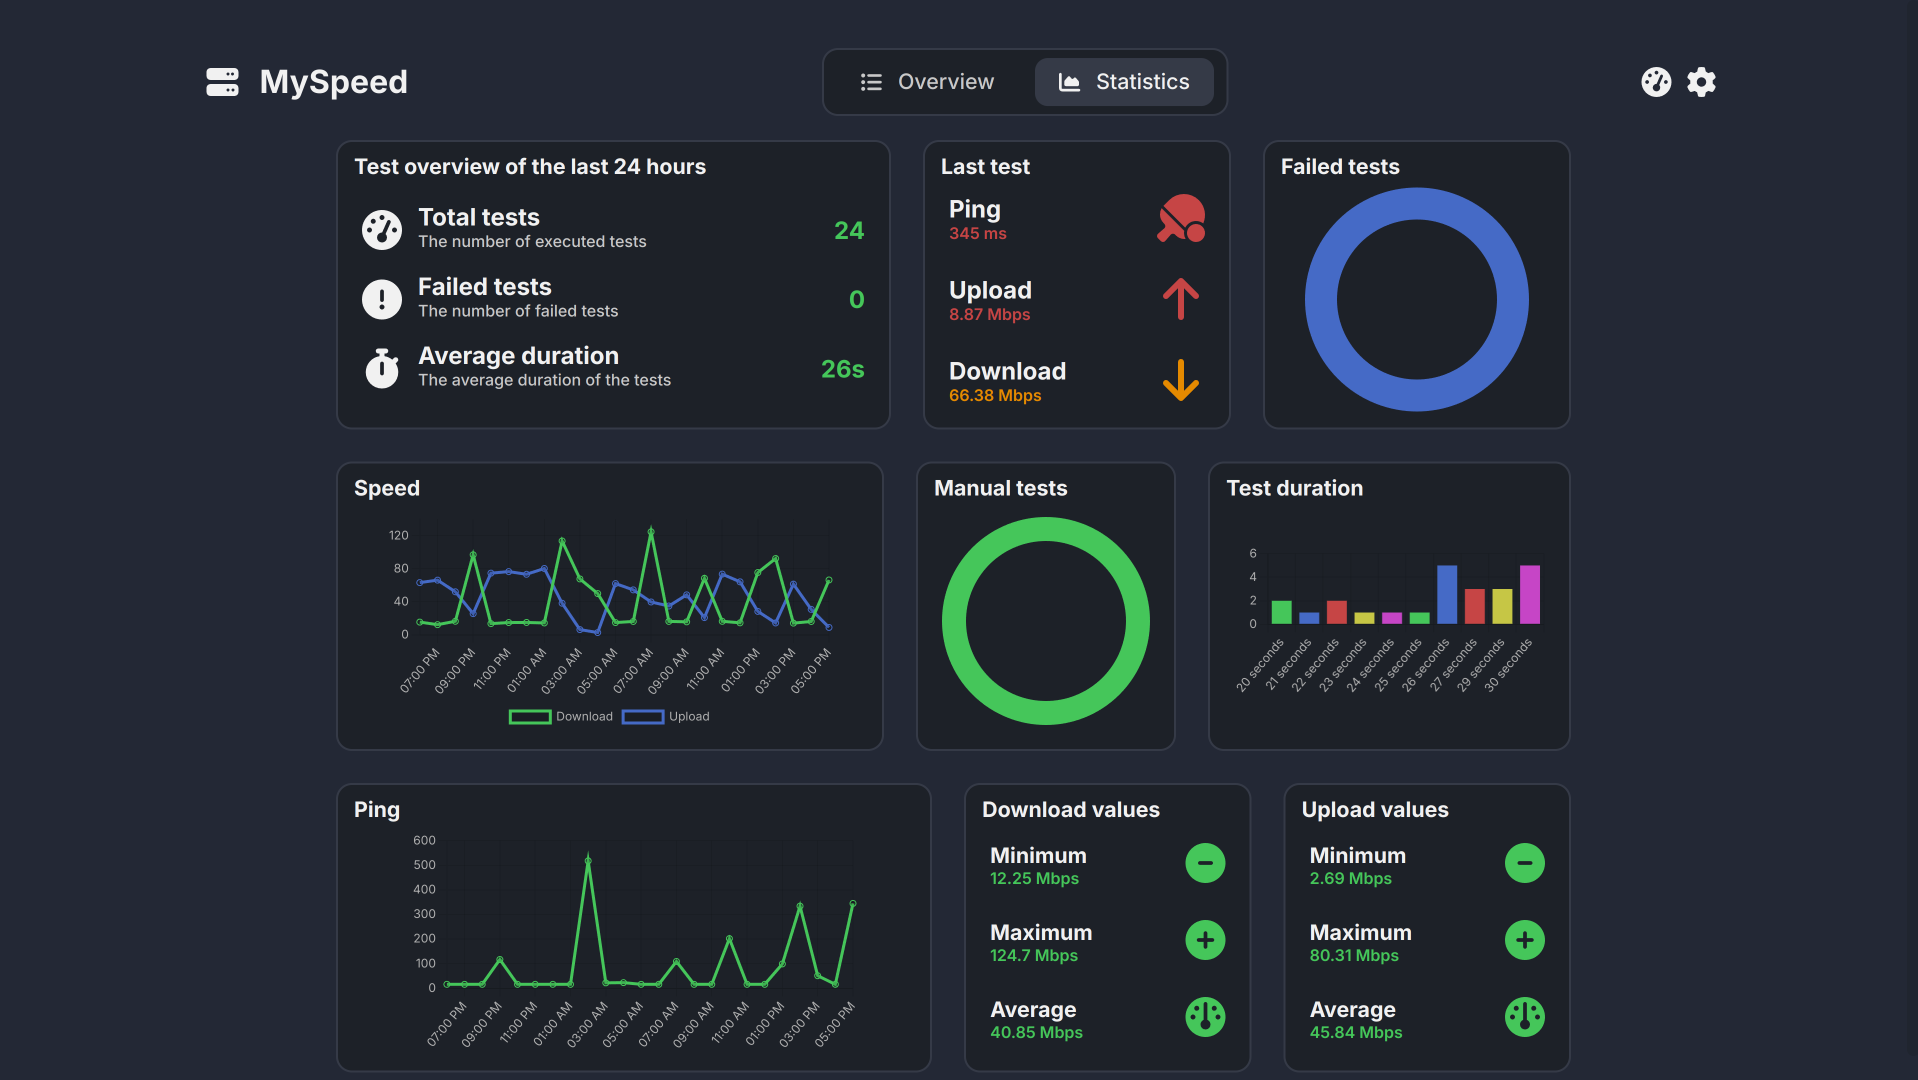 MySpeed
Overview
Statistics
Test overview of the last 24 hours
Total tests
The number of executed tests
24
Failed tests
The number of failed tests
0
Average duration
The average duration of the tests
26s
Last test
Ping
345 ms
Upload
8.87 Mbps
Download
66.38 Mbps
Failed tests
Speed
120
80
40
0
07:00 PM
09:00 PM
11:00 PM
01:00 AM
03:00 AM
05:00 AM
07:00 AM
09:00 AM
11:00 AM
01:00 PM
03:00 PM
05:00 PM
Download
Upload
Manual tests
Test duration
6
4
2
0
20 seconds
21 seconds
22 seconds
23 seconds
24 seconds
25 seconds
26 seconds
27 seconds
29 seconds
30 seconds
Ping
600
500
400
300
200
100
0
07:00 PM
09:00 PM
11:00 PM
01:00 AM
03:00 AM
05:00 AM
07:00 AM
09:00 AM
11:00 AM
01:00 PM
03:00 PM
05:00 PM
Download values
Minimum
12.25 Mbps
Maximum
124.7 Mbps
Average
40.85 Mbps
Upload values
Minimum
2.69 Mbps
Maximum
80.31 Mbps
Average
45.84 Mbps